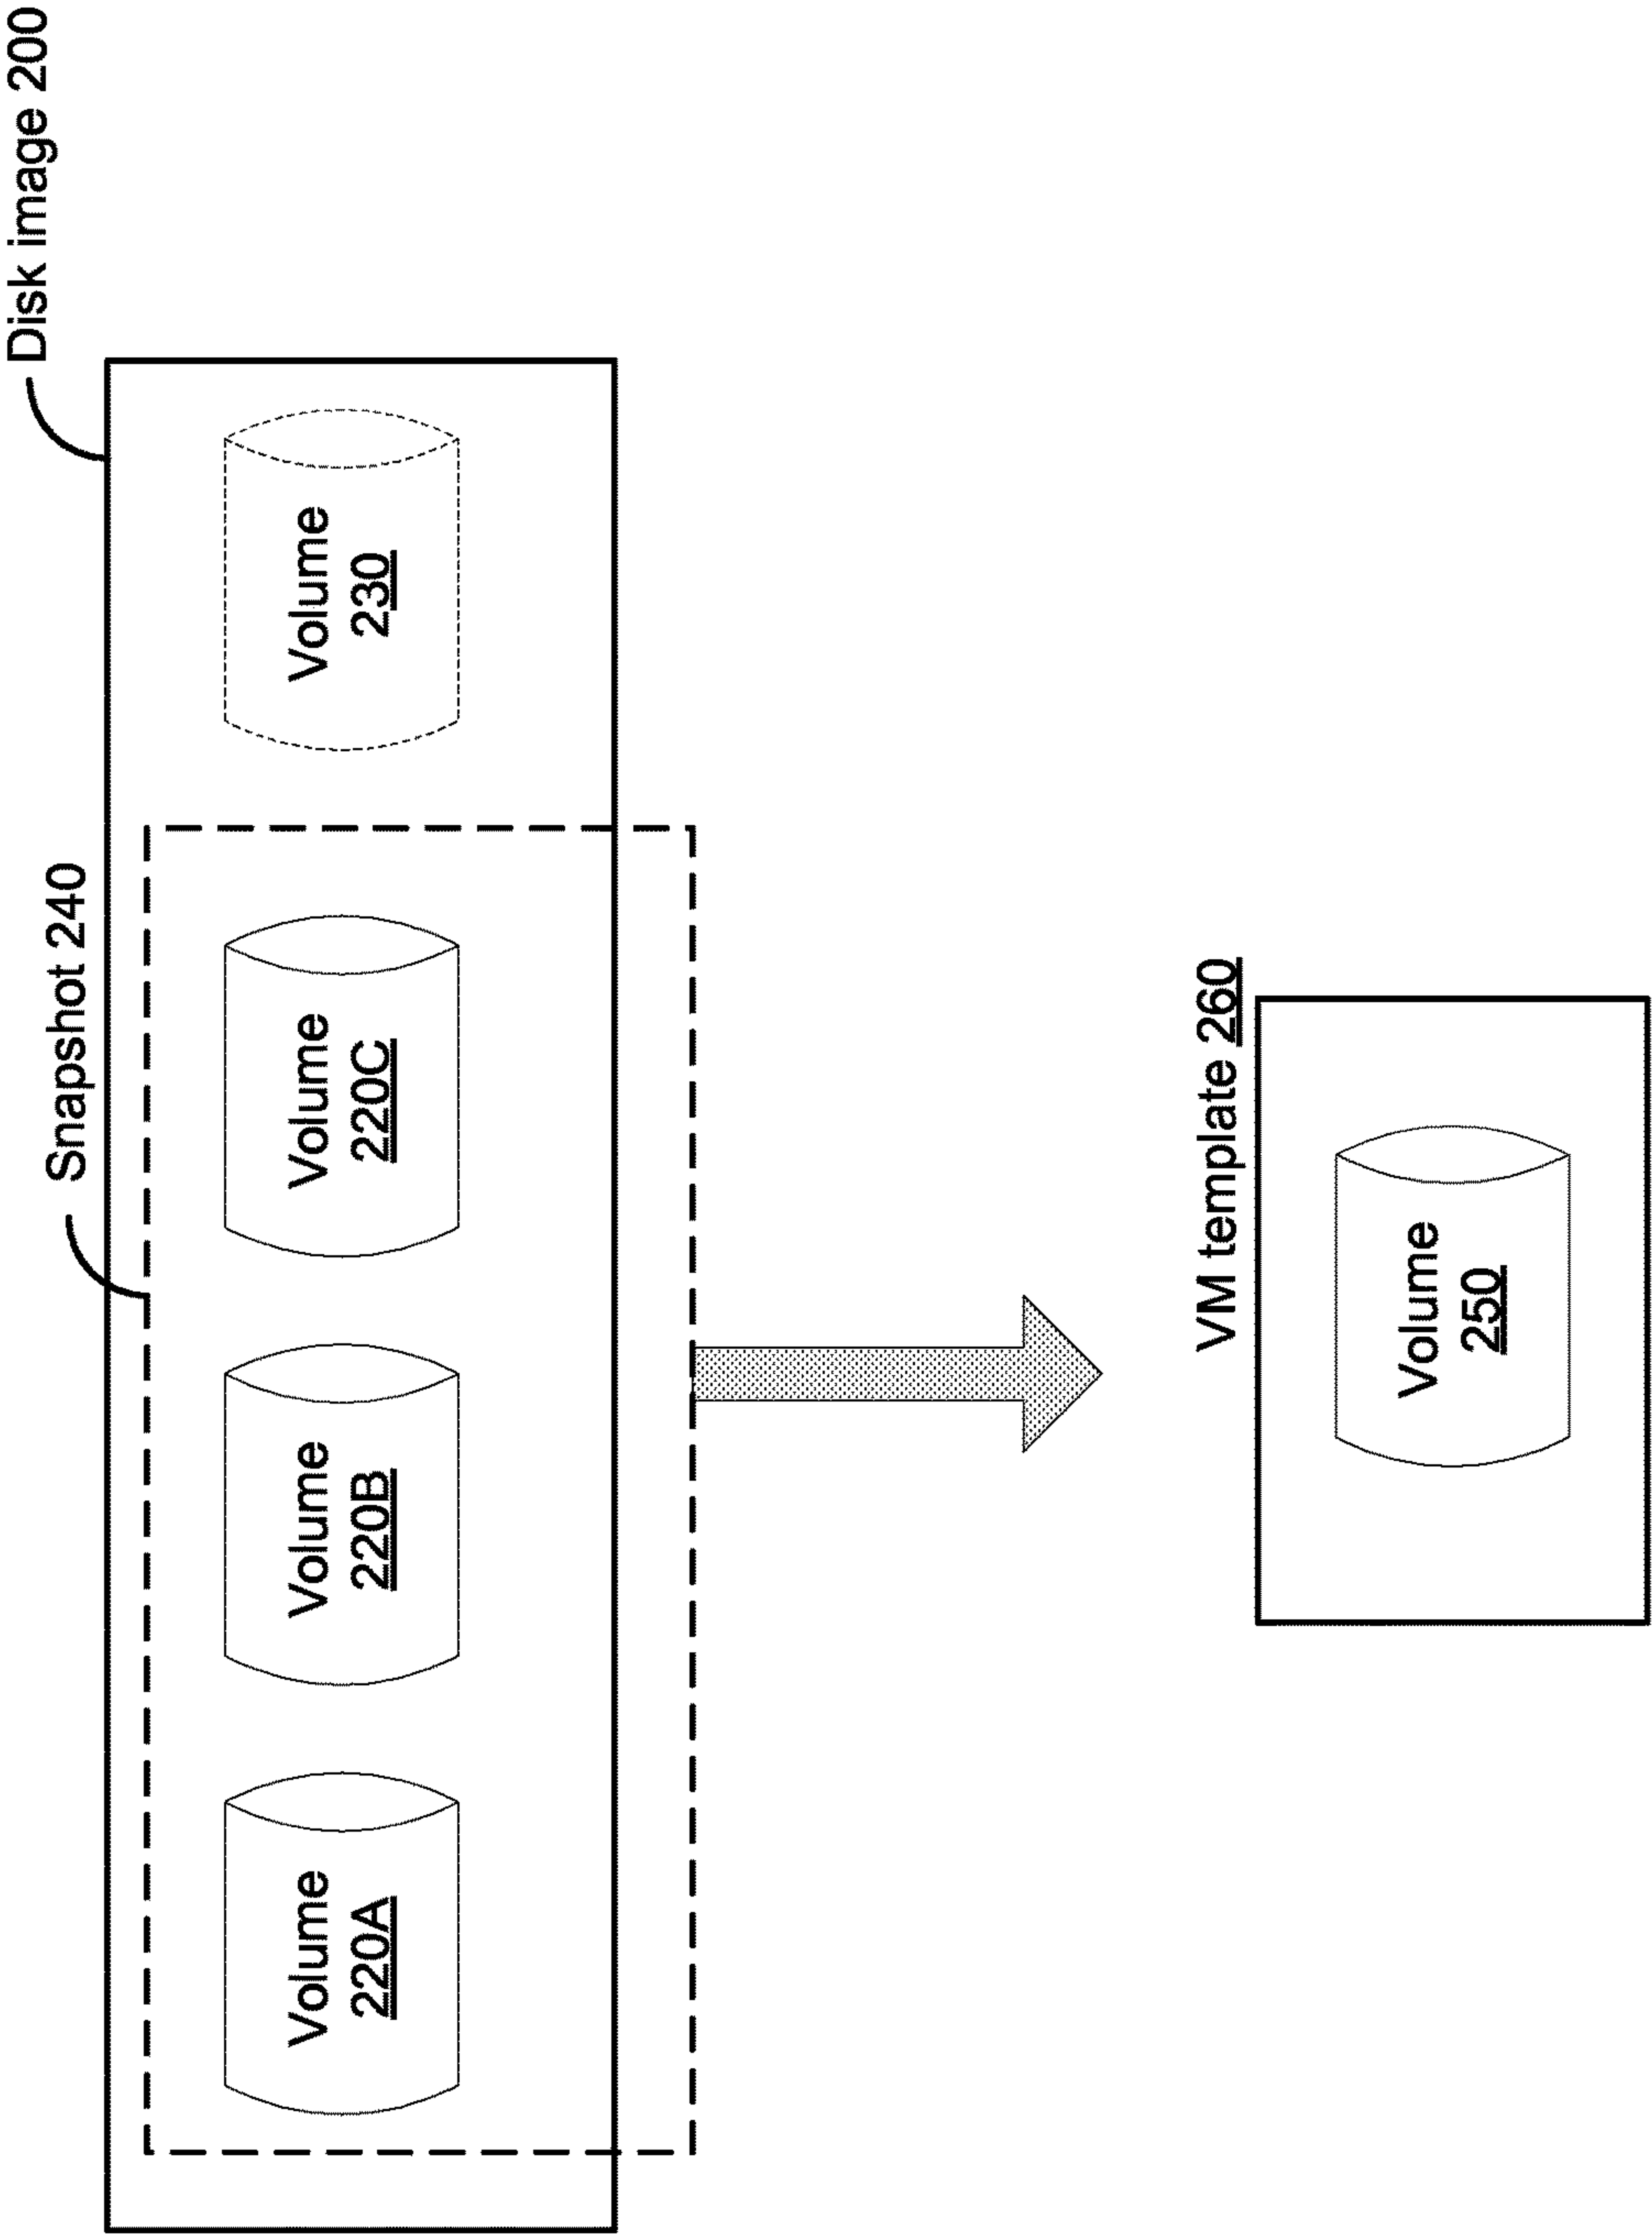 Disk image 200
Snapshot 240
Volume
220A
Volume
220B
Volume
220C
Volume
230
VM template 260
Volume
250